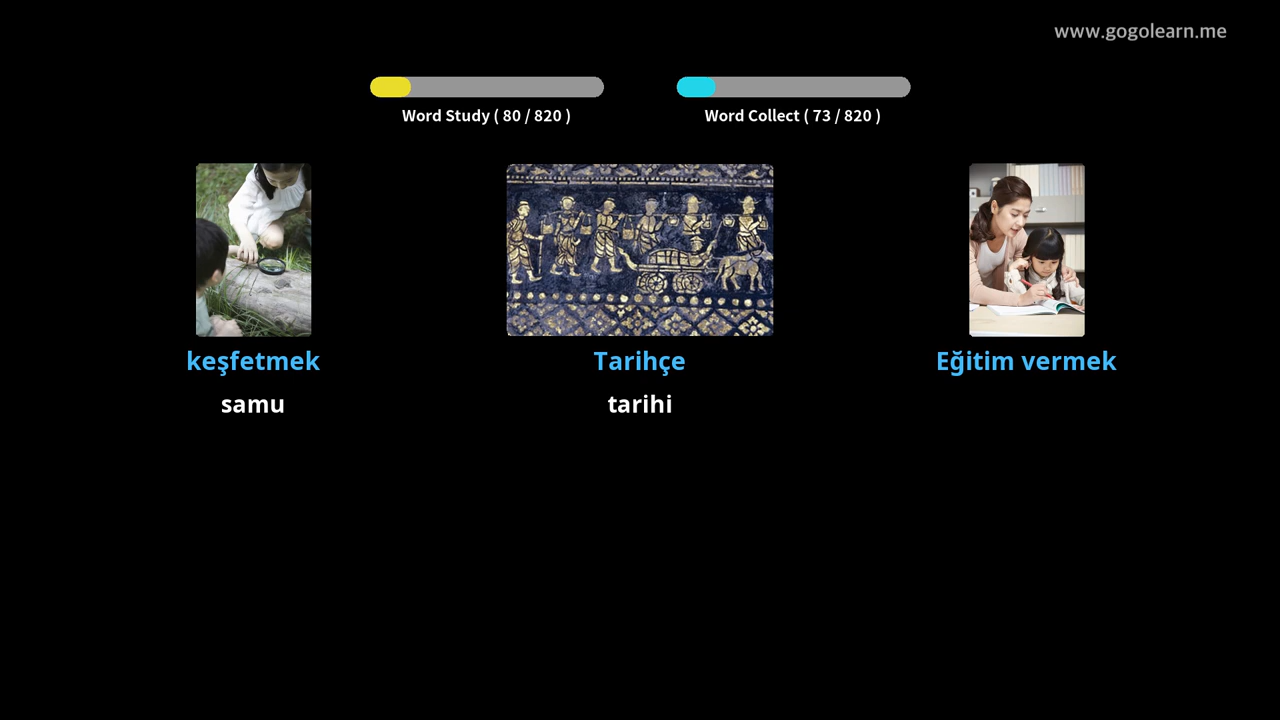 www.gogolearn.me
Word Study ( 80 / 820 )
Word Collect ( 73 / 820 )
keşfetmek
Tarihçe
Eğitim vermek
samu
tarihi